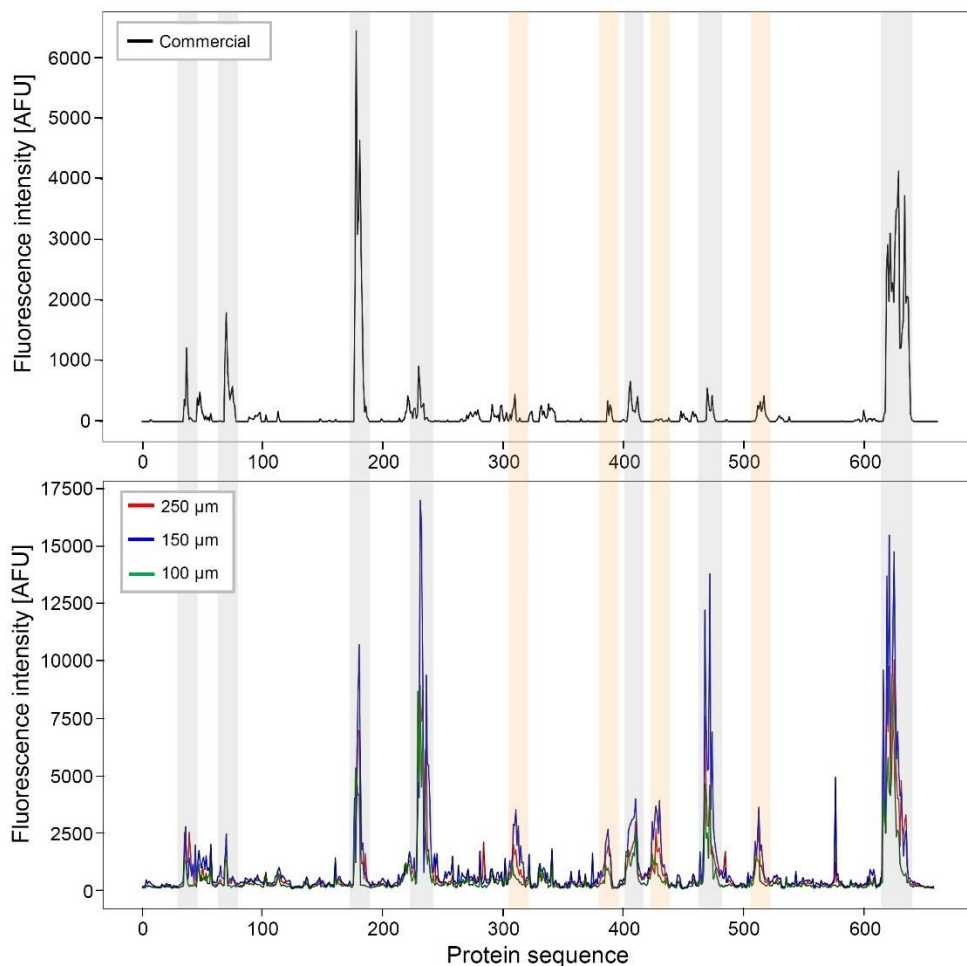 Fluorescence intensity [AFU]
Commercial
6000
5000
4000
3000
2000
1000
0
0 100 200 300 400 500 600
Fluorescence intensity [AFU]
250 µm
150 µm
100 µm
17500
15000
12500
10000
7500
5000
2500
0
0 100 200 300 400 500 600
Protein sequence